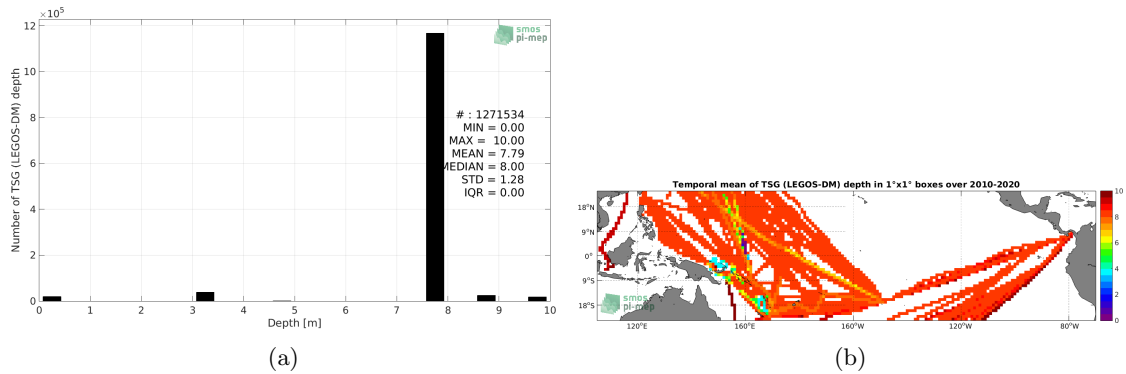 ×10⁵
12
10
8
6
4
2
0
Number of TSG (LEGOS-DM) depth
smos
pi-mep
# : 1271534
MIN = 0.00
MAX = 10.00
MEAN = 7.79
MEDIAN = 8.00
STD = 1.28
IQR = 0.00
0 1 2 3 4 5 6 7 8 9 10
Depth [m]
(a)
Temporal mean of TSG (LEGOS-DM) depth in 1°x1° boxes over 2010-2020
18°N
9°N
0°
9°S
18°S
smos
pi-mep
120°E 160°E 160°W 120°W 80°W
10
8
6
4
2
0
(b)